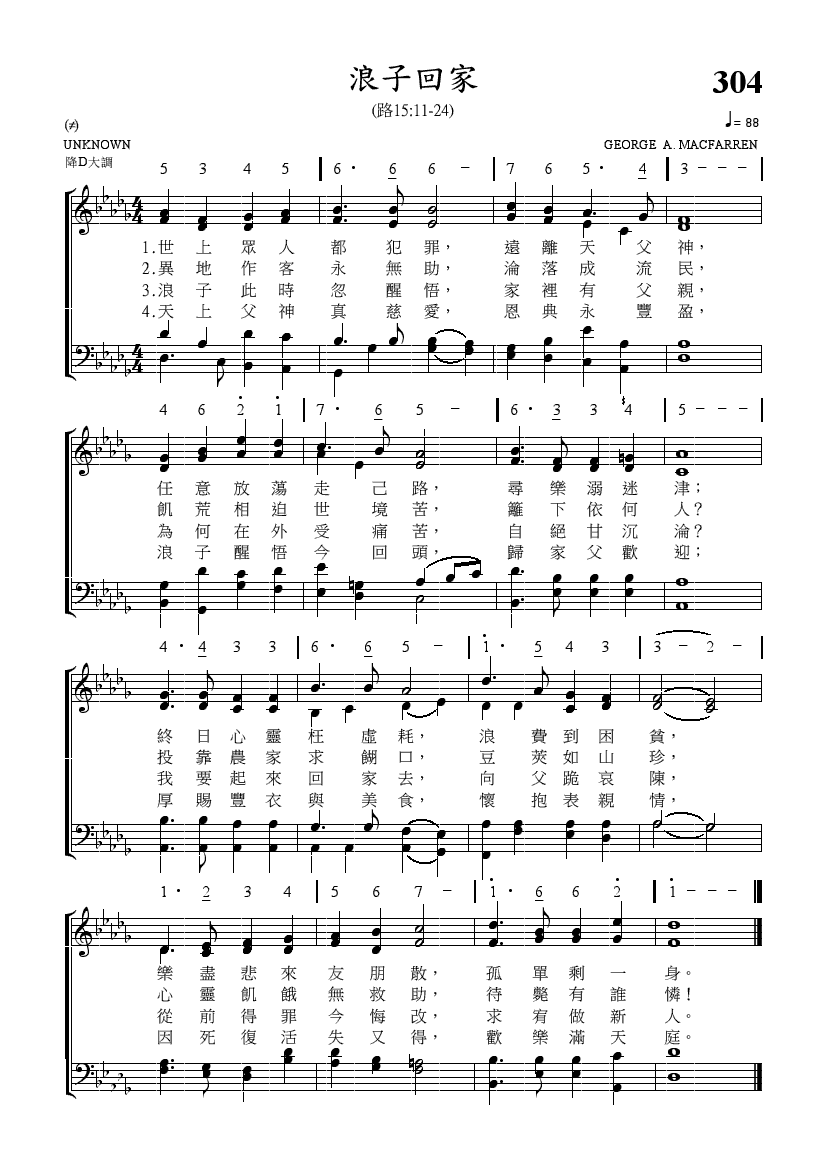 浪子回家
304
(路15:11-24)
(≠)
♩= 88
UNKNOWN
GEORGE A. MACFARREN
降D大調
5 3 4 5 | 6· 6 6 – | 7 6 5· 4 | 3 – – |
1.世上眾人都犯罪，遠離天父神，
2.異地作客永無助，淪落成流民，
3.浪子此時忽醒悟，家裡有父親，
4.天上父神真慈愛，恩典永豐盈，
4 6 2 1 | 7· 6 5 – | 6· 3 3 4 | 5 – – |
任意放蕩走己路，尋樂溺迷津；
飢荒相迫世境苦，籬下依何人？
為何在外受痛苦，自絕甘沉淪？
浪子醒悟今回頭，歸家父歡迎；
4· 4 3 3 | 6· 6 5 – | 1· 5 4 3 | 3 – 2 – |
終日心靈枉虛耗，浪費到困貧，
投靠農家求餬口，豆莢如山珍，
我要起來回家去，向父跪哀陳，
厚賜豐衣與美食，懷抱表親情，
1· 2 3 4 | 5 6 7 – | 1· 6 6 2 | 1 – –
樂盡悲來友朋散，孤單剩一身。
心靈飢餓無救助，待斃有誰憐！
從前得罪今悔改，求宥做新人。
因死復活失又得，歡樂滿天庭。